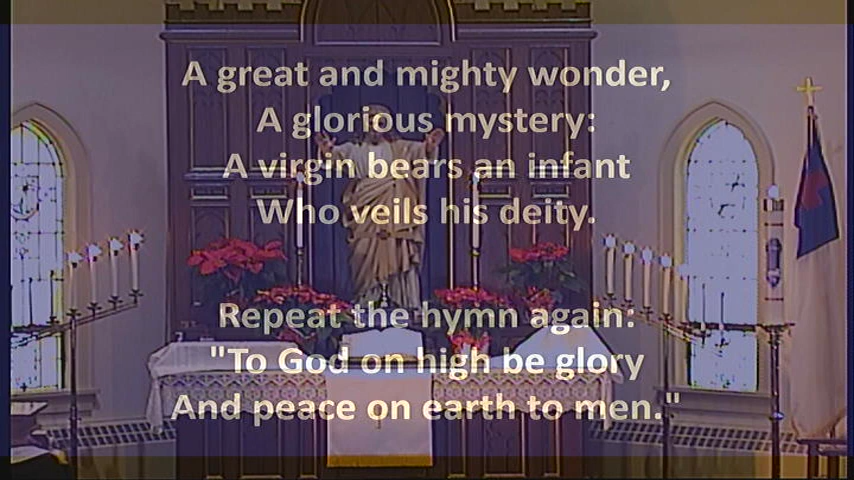 A great and mighty wonder,
A glorious mystery:
A virgin bears an infant
Who veils his deity.
Repeat the hymn again:
"To God on high be glory
And peace on earth to men."